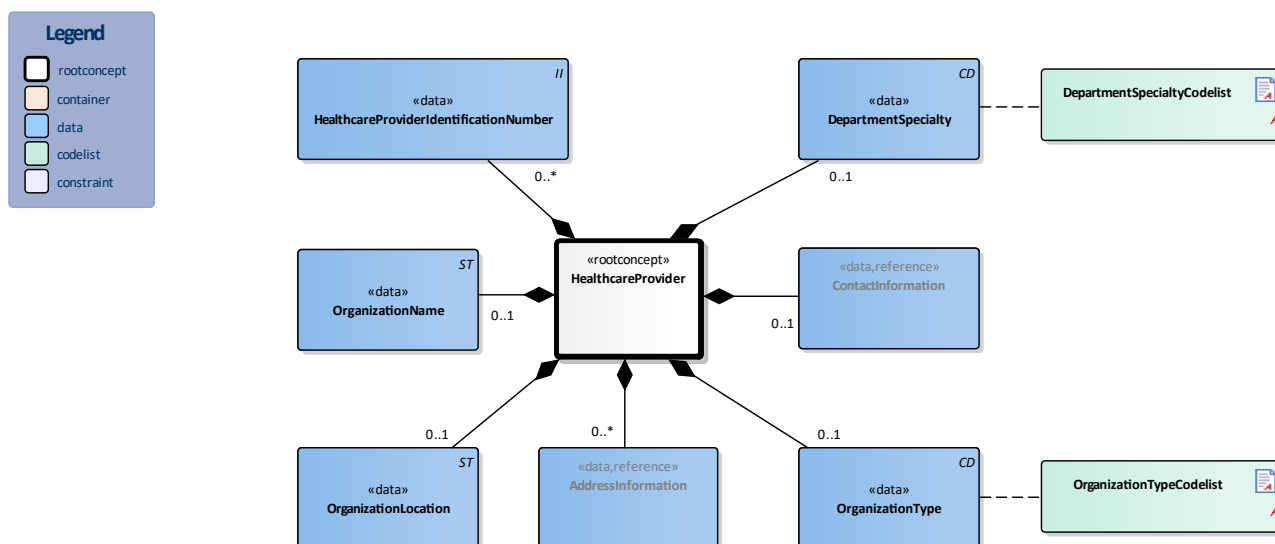 Legend
rootconcept
container
data
codelist
constraint
II
«data»
HealthcareProviderIdentificationNumber
0..*
CD
«data»
DepartmentSpecialty
0..1
DepartmentSpecialtyCodelist
A
«rootconcept»
HealthcareProvider
ST
«data»
OrganizationName
0..1
«data,reference»
ContactInformation
0..1
0..1
ST
«data»
OrganizationLocation
0..*
«data,reference»
AddressInformation
0..1
CD
«data»
OrganizationType
OrganizationTypeCodelist
A